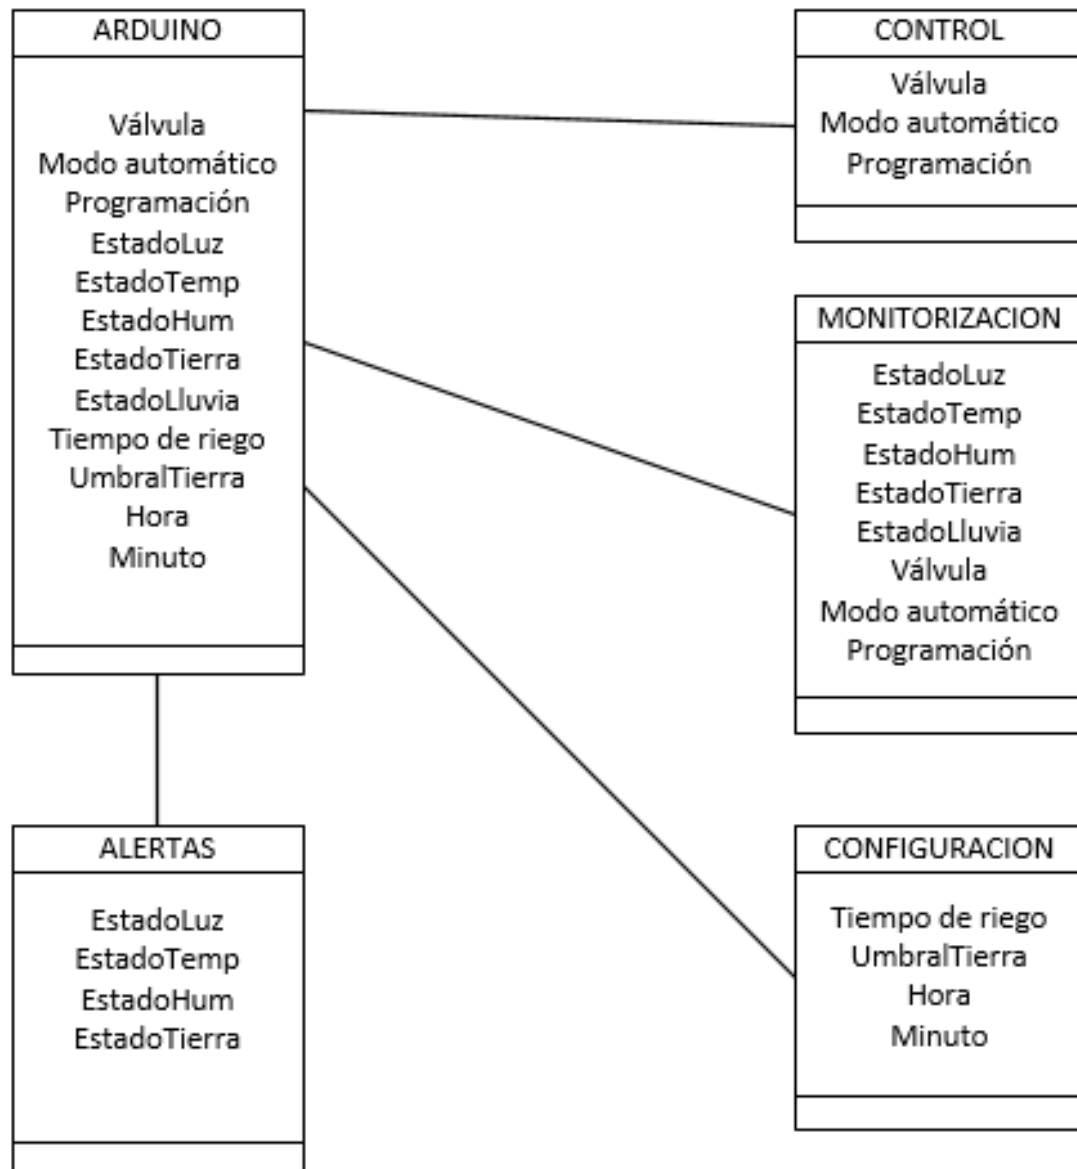 ARDUINO
Válvula
Modo automático
Programación
EstadoLuz
EstadoTemp
EstadoHum
EstadoTierra
EstadoLluvia
Tiempo de riego
UmbralTierra
Hora
Minuto
CONTROL
Válvula
Modo automático
Programación
MONITORIZACION
EstadoLuz
EstadoTemp
EstadoHum
EstadoTierra
EstadoLluvia
Válvula
Modo automático
Programación
ALERTAS
EstadoLuz
EstadoTemp
EstadoHum
EstadoTierra
CONFIGURACION
Tiempo de riego
UmbralTierra
Hora
Minuto